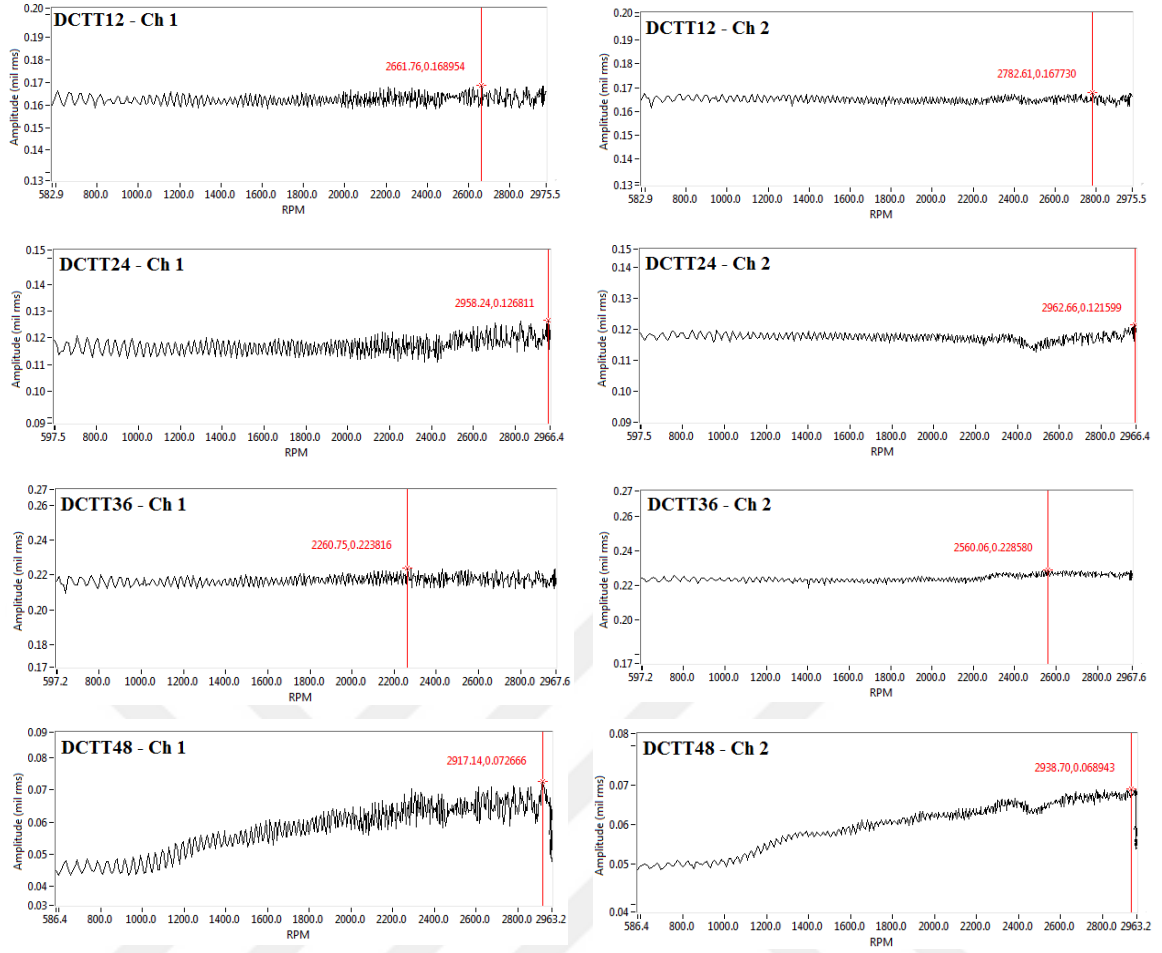 DCTT12 - Ch 1
2661.76,0.168954
Amplitude (mil rms)
0.20
0.19
0.18
0.17
0.16
0.15
0.14
0.13
582.9 800.0 1000.0 1200.0 1400.0 1600.0 1800.0 2000.0 2200.0 2400.0 2600.0 2800.0 2975.5
RPM
DCTT12 - Ch 2
2782.61,0.167730
Amplitude (mil rms)
0.20
0.19
0.18
0.17
0.16
0.15
0.14
0.13
582.9 800.0 1000.0 1200.0 1400.0 1600.0 1800.0 2000.0 2200.0 2400.0 2600.0 2800.0 2975.5
RPM
DCTT24 - Ch 1
2958.24,0.126811
Amplitude (mil rms)
0.15
0.14
0.13
0.12
0.11
0.10
0.09
597.5 800.0 1000.0 1200.0 1400.0 1600.0 1800.0 2000.0 2200.0 2400.0 2600.0 2800.0 2966.4
RPM
DCTT24 - Ch 2
2962.66,0.121599
Amplitude (mil rms)
0.15
0.14
0.13
0.12
0.11
0.10
0.09
597.5 800.0 1000.0 1200.0 1400.0 1600.0 1800.0 2000.0 2200.0 2400.0 2600.0 2800.0 2966.4
RPM
DCTT36 - Ch 1
2260.75,0.223816
Amplitude (mil rms)
0.27
0.26
0.24
0.22
0.20
0.18
0.17
597.2 800.0 1000.0 1200.0 1400.0 1600.0 1800.0 2000.0 2200.0 2400.0 2600.0 2800.0 2967.6
RPM
DCTT36 - Ch 2
2560.06,0.228580
Amplitude (mil rms)
0.27
0.26
0.24
0.22
0.20
0.17
597.2 800.0 1000.0 1200.0 1400.0 1600.0 1800.0 2000.0 2200.0 2400.0 2600.0 2800.0 2967.6
RPM
DCTT48 - Ch 1
2917.14,0.072666
Amplitude (mil rms)
0.09
0.08
0.07
0.06
0.05
0.04
0.03
586.4 1000.0 1200.0 1400.0 1600.0 1800.0 2000.0 2200.0 2400.0 2600.0 2800.0 2963.2
RPM
DCTT48 - Ch 2
2938.70,0.068943
Amplitude (mil rms)
0.08
0.07
0.06
0.05
0.04
586.4 800.0 1000.0 1200.0 1400.0 1600.0 1800.0 2000.0 2200.0 2400.0 2600.0 2800.0 2963.2
RPM